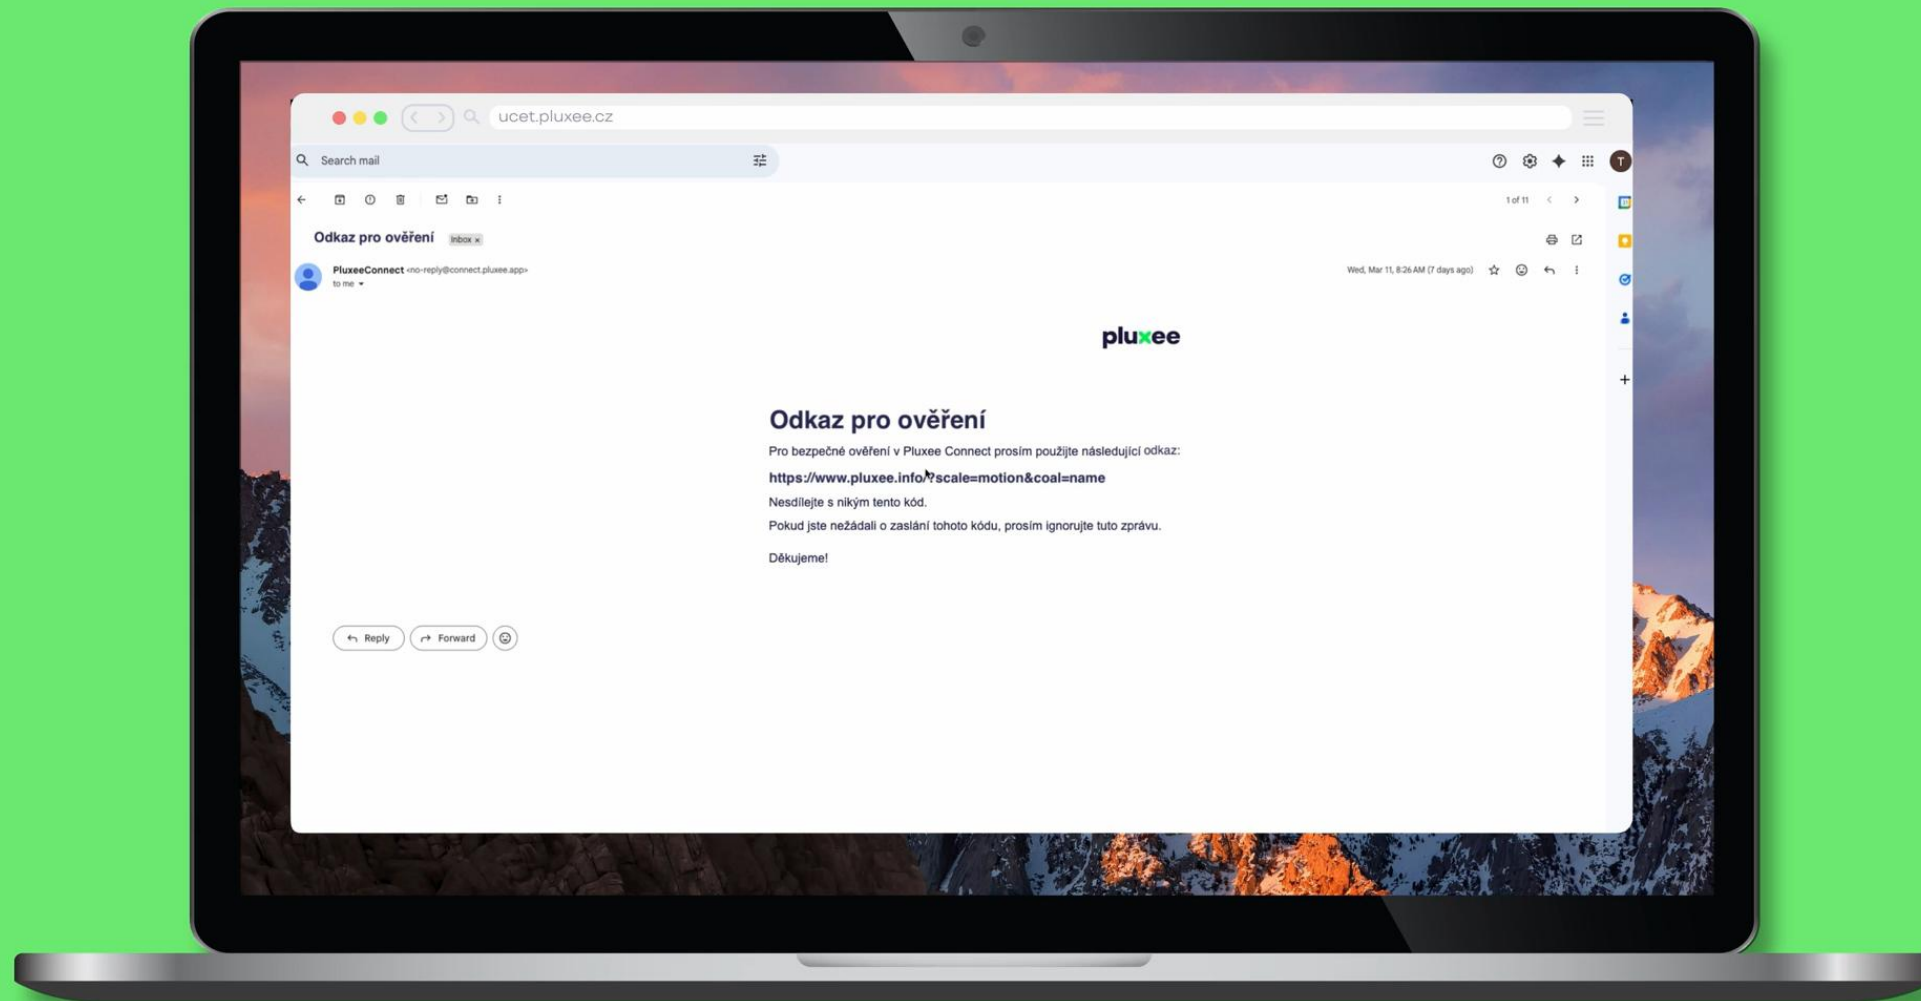 ucet.pluxee.cz
Search mail
T
1 of 11
Odkaz pro ověření Inbox x
PluxeeConnect <no-reply@connect.pluxee.app>
Wed, Mar 11, 8:26 AM (7 days ago)
to me
pluxee
Odkaz pro ověření
Pro bezpečné ověření v Pluxee Connect prosím použijte následující odkaz:
https://www.pluxee.info/?scale=motion&coal=name
Nesdílejte s nikým tento kód.
Pokud jste nežádali o zaslání tohoto kódu, prosím ignorujte tuto zprávu.
Děkujeme!
Reply Forward